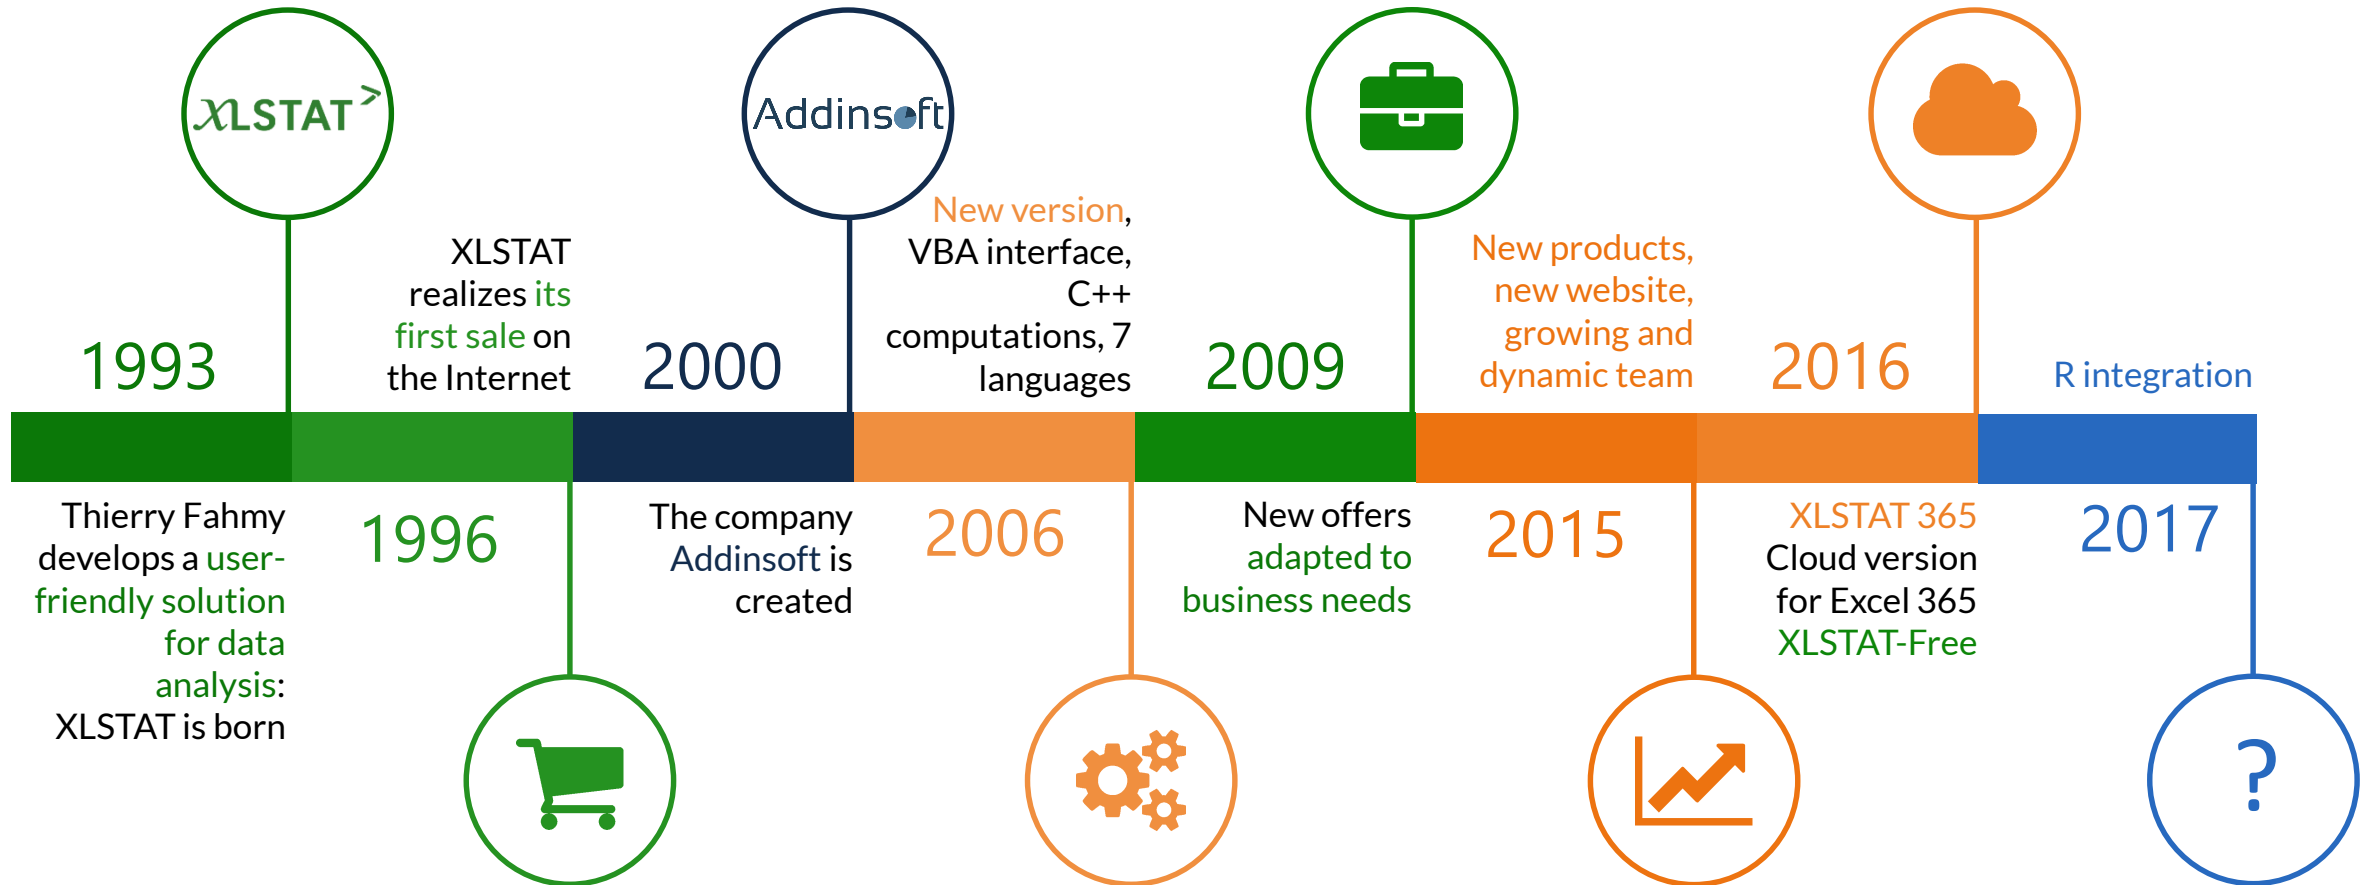 XLSTAT
1993
Thierry Fahmy
develops a user-
friendly solution
for data
analysis:
XLSTAT is born
XLSTAT
realizes its
first sale on
the Internet
1996
Addinsoft
2000
The company
Addinsoft is
created
New version,
VBA interface,
C++
computations, 7
languages
2006
2009
New offers
adapted to
business needs
New products,
new website,
growing and
dynamic team
2015
2016
XLSTAT 365
Cloud version
for Excel 365
XLSTAT-Free
R integration
2017
?